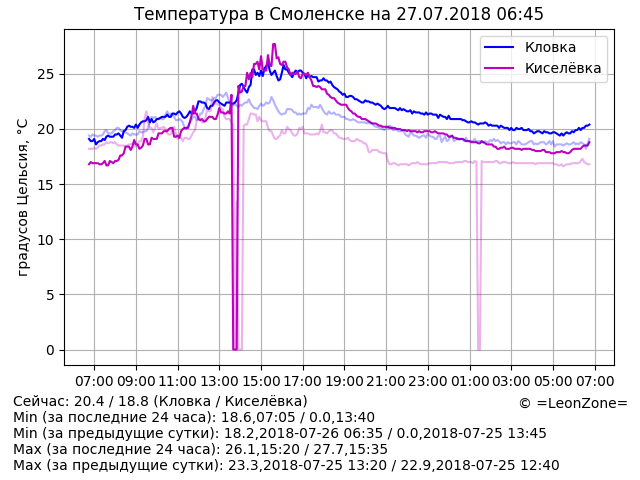 Температура в Смоленске на 27.07.2018 06:45
Кловка
Киселёвка
градусов Цельсия, °C
25
20
15
10
5
0
07:00 09:00 11:00 13:00 15:00 17:00 19:00 21:00 23:00 01:00 03:00 05:00 07:00
Сейчас: 20.4 / 18.8 (Кловка / Киселёвка)
© =LeonZone=
Min (за последние 24 часа): 18.6,07:05 / 0.0,13:40
Min (за предыдущие сутки): 18.2,2018-07-26 06:35 / 0.0,2018-07-25 13:45
Max (за последние 24 часа): 26.1,15:20 / 27.7,15:35
Max (за предыдущие сутки): 23.3,2018-07-25 13:20 / 22.9,2018-07-25 12:40